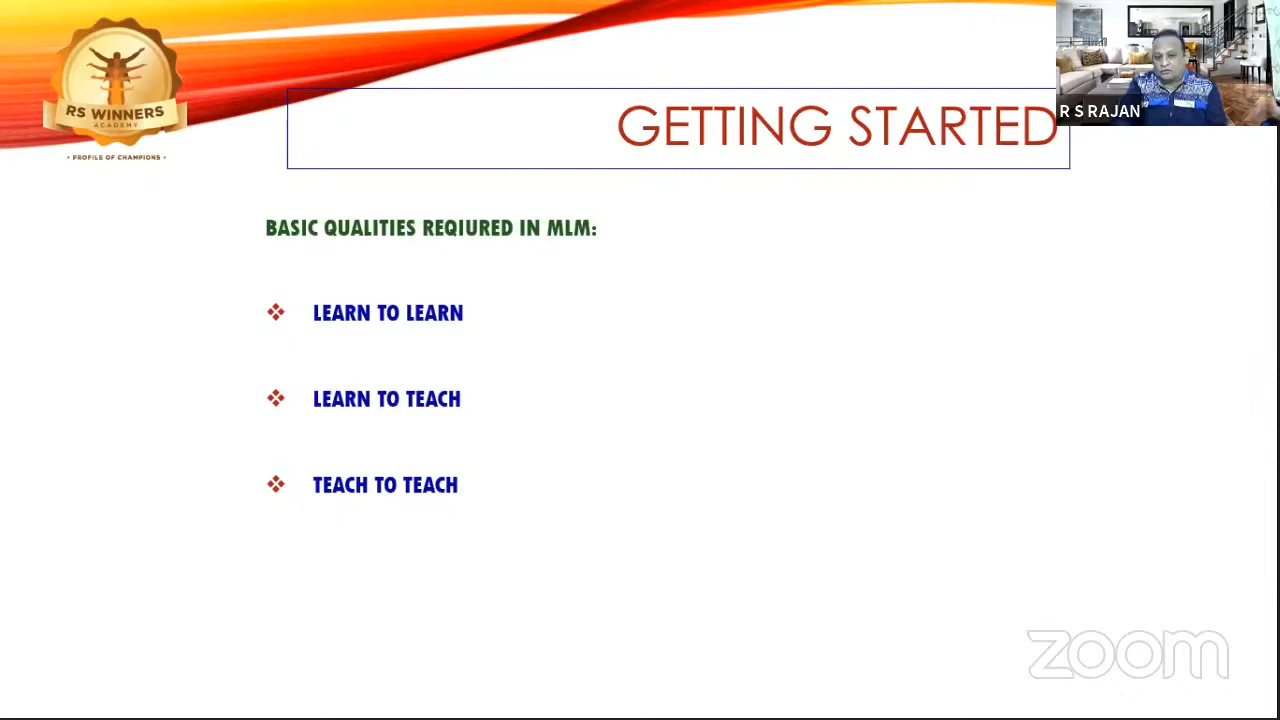 RS WINNERS
ACADEMY
• PROFILE OF CHAMPIONS •
GETTING STARTED
R S RAJAN
BASIC QUALITIES REQIURED IN MLM:
LEARN TO LEARN
LEARN TO TEACH
TEACH TO TEACH
zoom